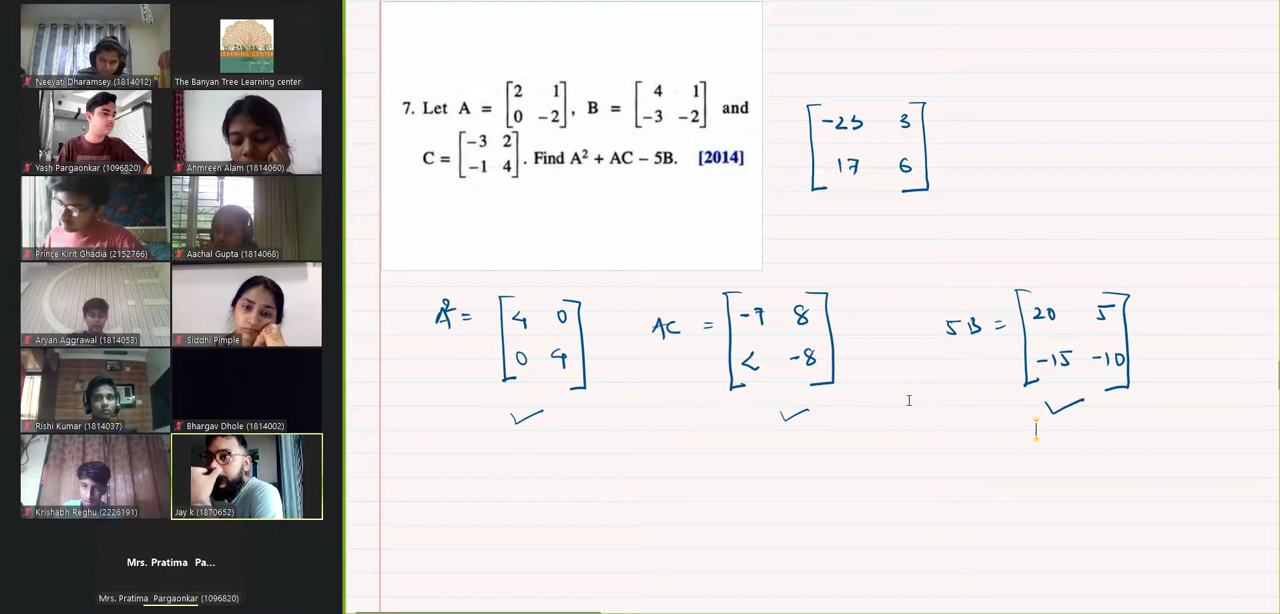 Neeyati Dharamsey (1814012)
LEARNING CENTER
The Banyan Tree Learning center
Yash Pargaonkar (1096820)
Ahmreen Alam (1814060)
Prince Kirit Ghadia (2152766)
Aachal Gupta (1814068)
Aryan Aggrawal (1814053)
Siddhi Pimple
Rishi Kumar (1814037)
Bhargav Dhole (1814002)
Krishabh Reghu (2226191)
Jay k (1870652)
Mrs. Pratima Pa...
Mrs. Pratima Pargaonkar (1096820)
7. Let A = [2 1
0 -2], B = [4 1
-3 -2] and
C = [-3 2
-1 4]. Find A² + AC – 5B. [2014]
[-23 3
17 6]
A² = [4 0
0 4]
AC = [-7 8
2 -8]
5B = [20 5
-15 -10]